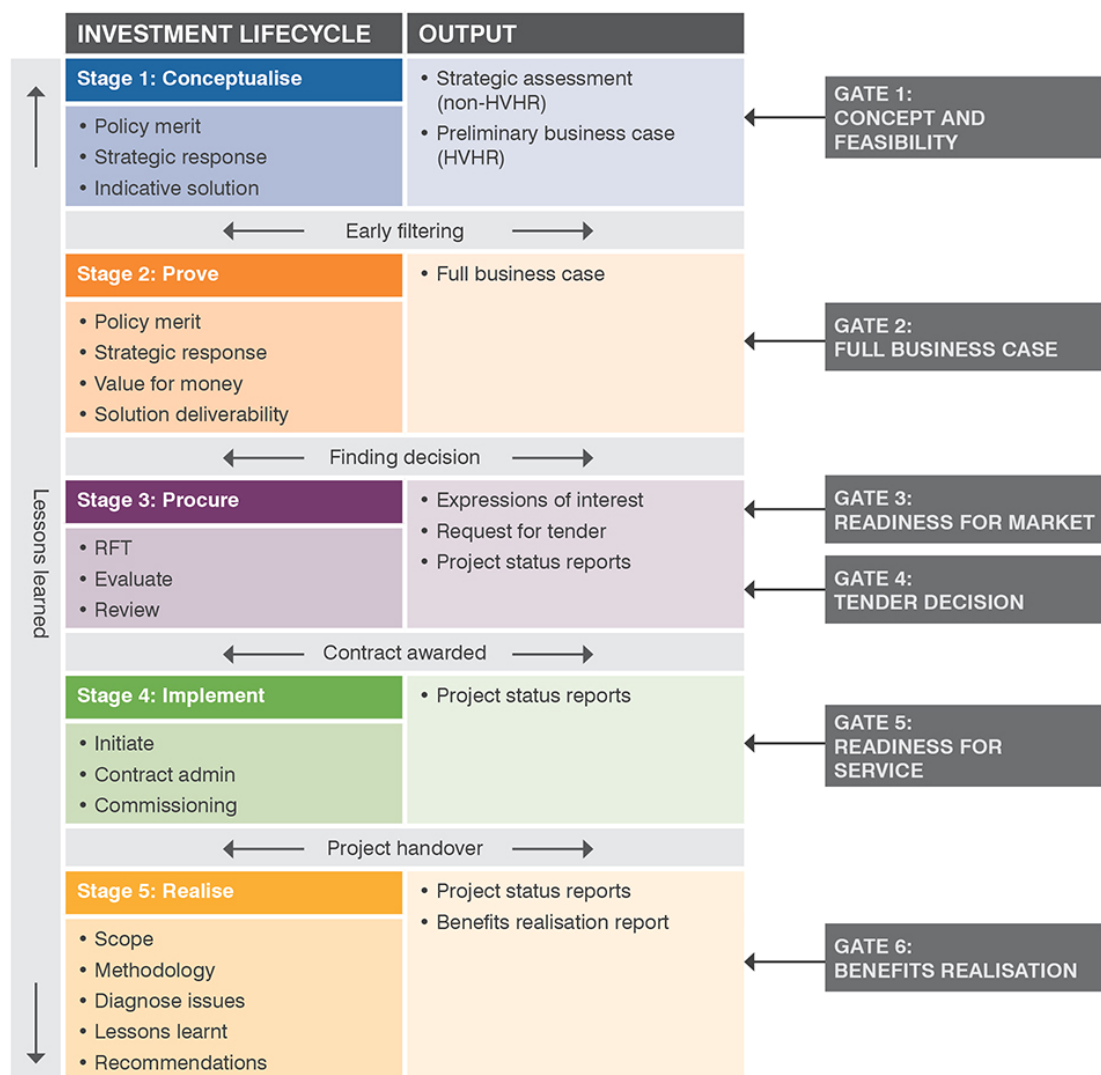 INVESTMENT LIFECYCLE
OUTPUT
Stage 1: Conceptualise
• Policy merit
• Strategic response
• Indicative solution
• Strategic assessment
(non-HVHR)
• Preliminary business case
(HVHR)
GATE 1:
CONCEPT AND
FEASIBILITY
Early filtering
Stage 2: Prove
• Policy merit
• Strategic response
• Value for money
• Solution deliverability
• Full business case
GATE 2:
FULL BUSINESS CASE
Finding decision
Stage 3: Procure
• RFT
• Evaluate
• Review
• Expressions of interest
• Request for tender
• Project status reports
GATE 3:
READINESS FOR MARKET
GATE 4:
TENDER DECISION
Contract awarded
Stage 4: Implement
• Initiate
• Contract admin
• Commissioning
• Project status reports
GATE 5:
READINESS FOR
SERVICE
Project handover
Stage 5: Realise
• Scope
• Methodology
• Diagnose issues
• Lessons learnt
• Recommendations
• Project status reports
• Benefits realisation report
GATE 6:
BENEFITS REALISATION
Lessons learned